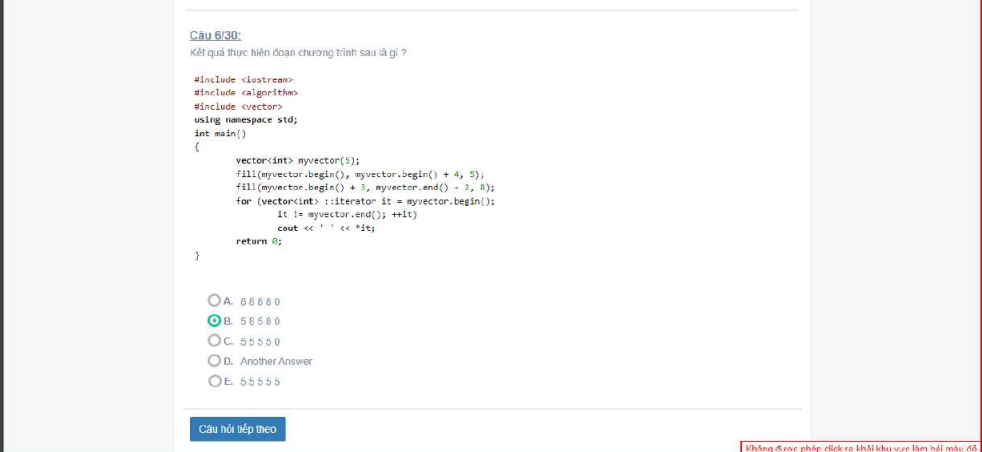 Câu 6/30:
Kết quả thực hiện đoạn chương trình sau là gì ?
#include <iostream>
#include <algorithm>
#include <vector>
using namespace std;
int main()
{
vector<int> myvector(5);
fill(myvector.begin(), myvector.begin() + 4, 5);
fill(myvector.begin() + 3, myvector.end() - 2, 8);
for (vector<int> ::iterator it = myvector.begin();
it != myvector.end(); ++it)
cout << ' ' << *it;
return 0;
}
A. 8 8 8 8 0
B. 5 8 5 8 0
C. 5 5 5 5 0
D. Another Answer
E. 5 5 5 5 5
Câu hỏi tiếp theo
Không được phép click ra khỏi khu vực làm bài màu đỏ